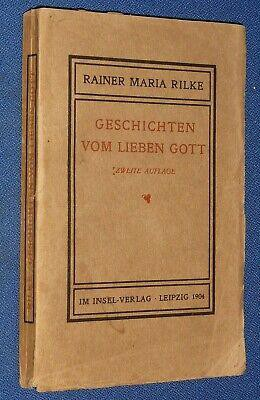 RAINER MARIA RILKE
GESCHICHTEN
VOM LIEBEN GOTT
ZWEITE AUFLAGE
IM INSEL-VERLAG · LEIPZIG 1904